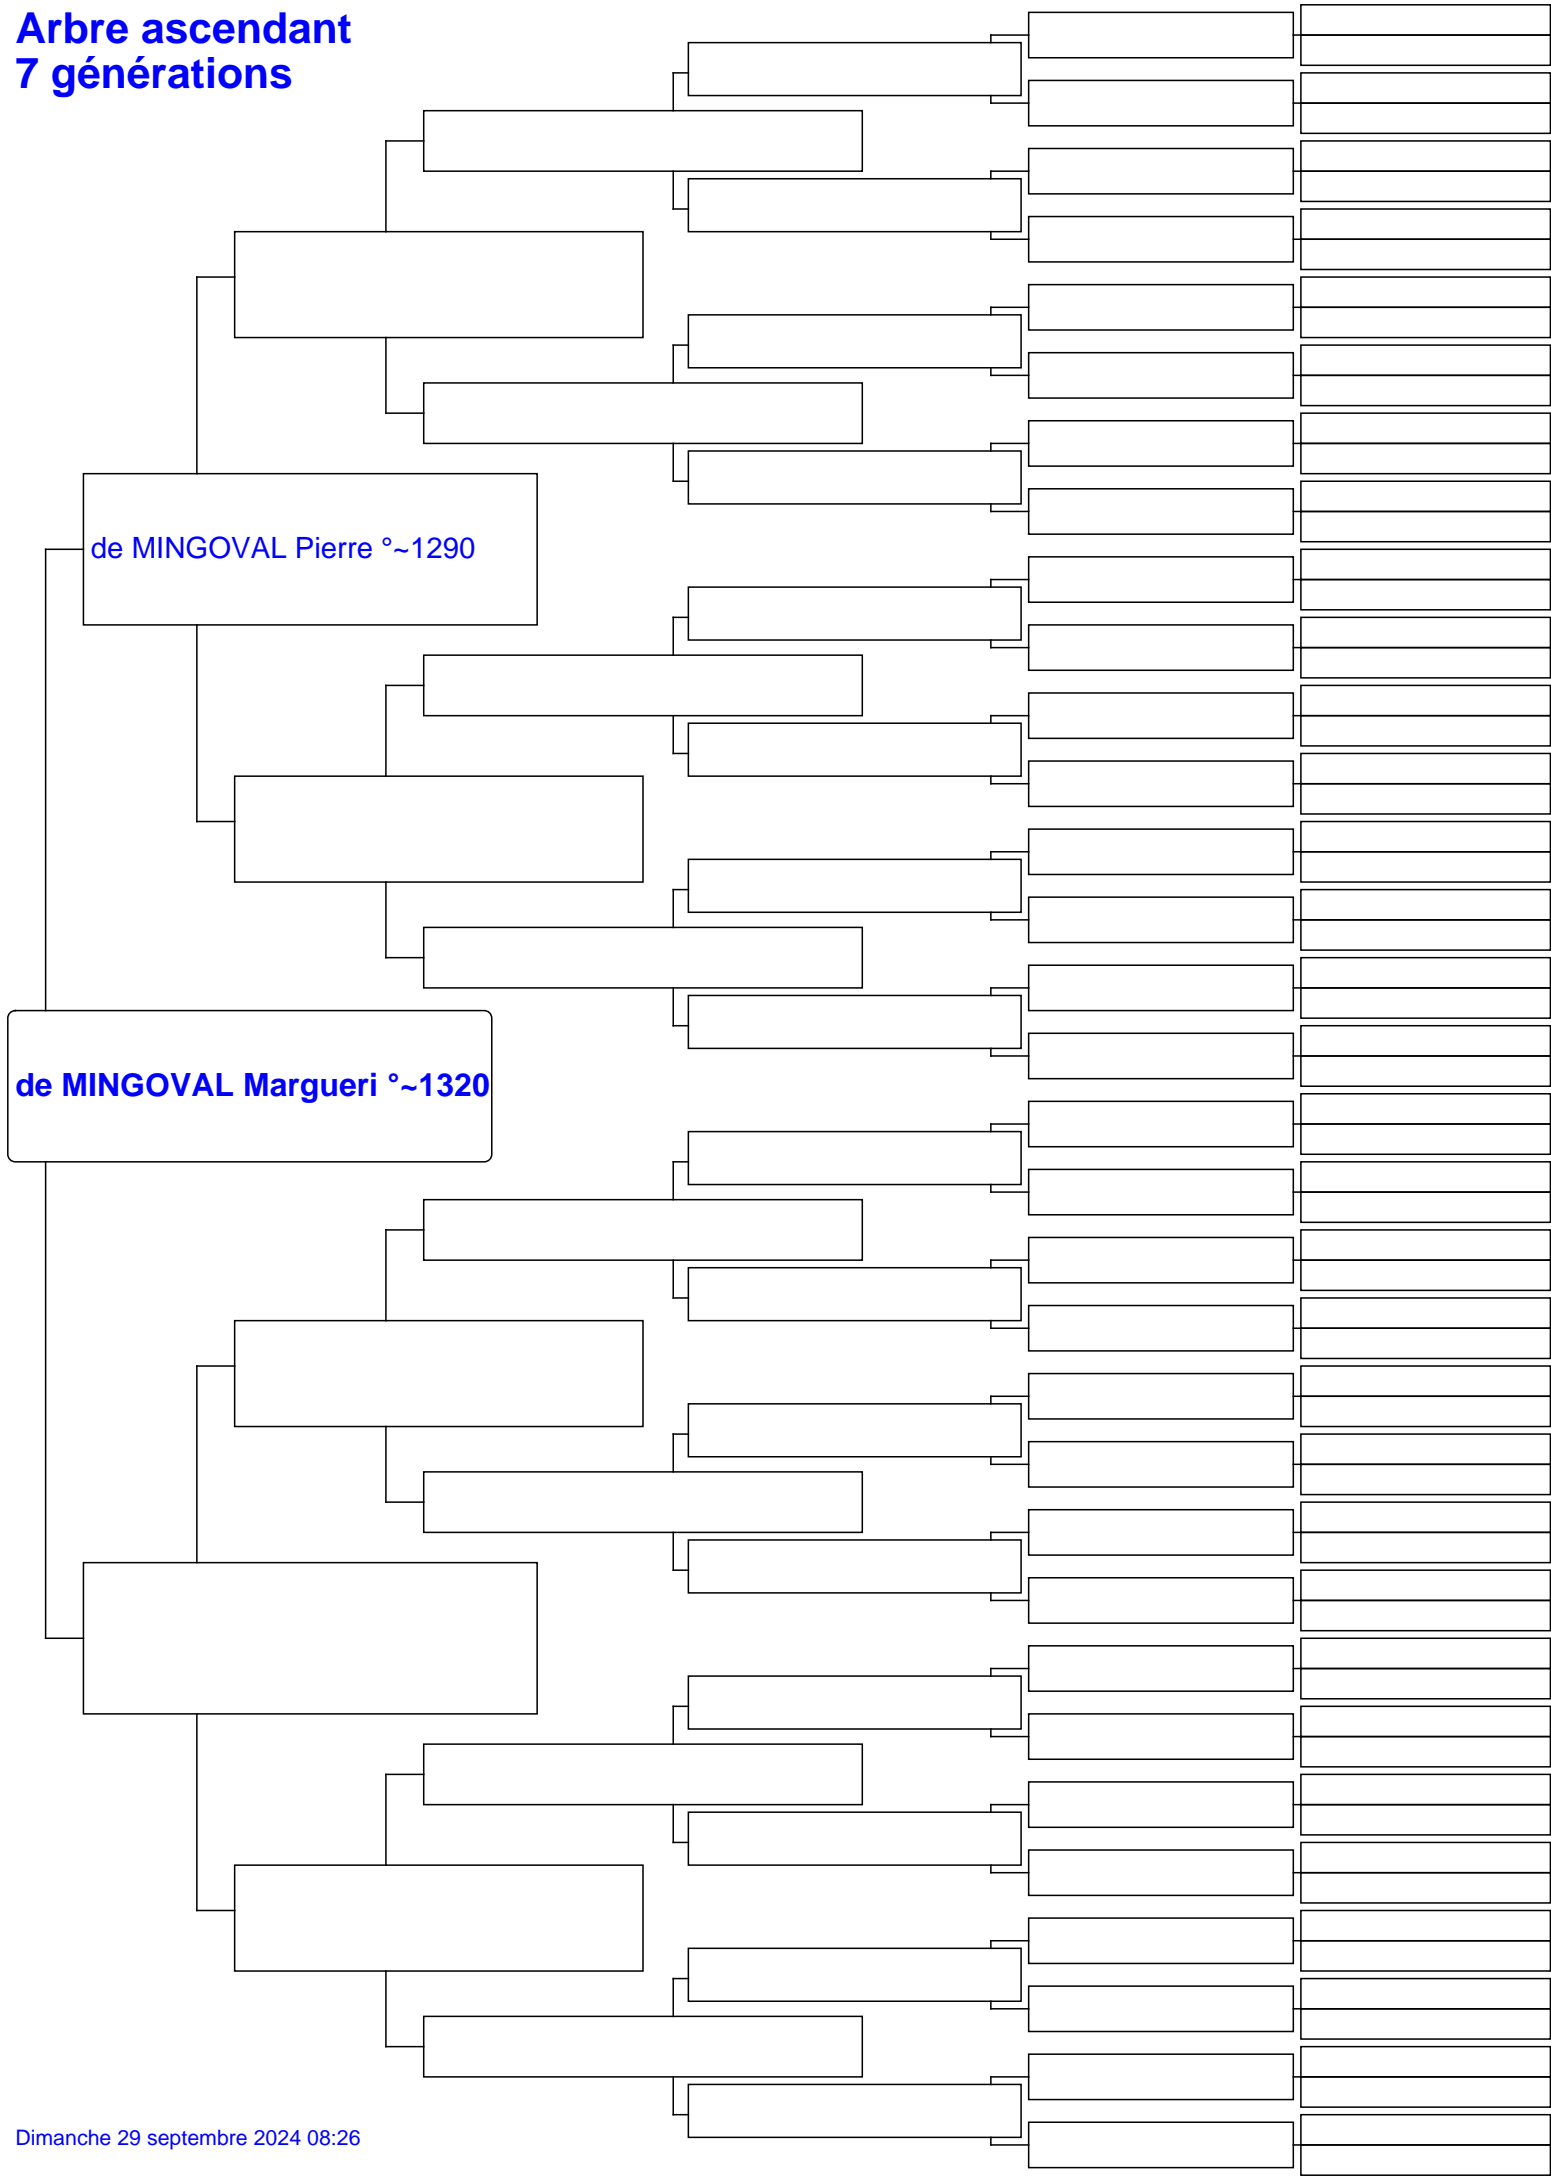 Arbre ascendant
7 générations
de MINGOVAL Pierre °~1290
de MINGOVAL Margueri °~1320
Dimanche 29 septembre 2024 08:26